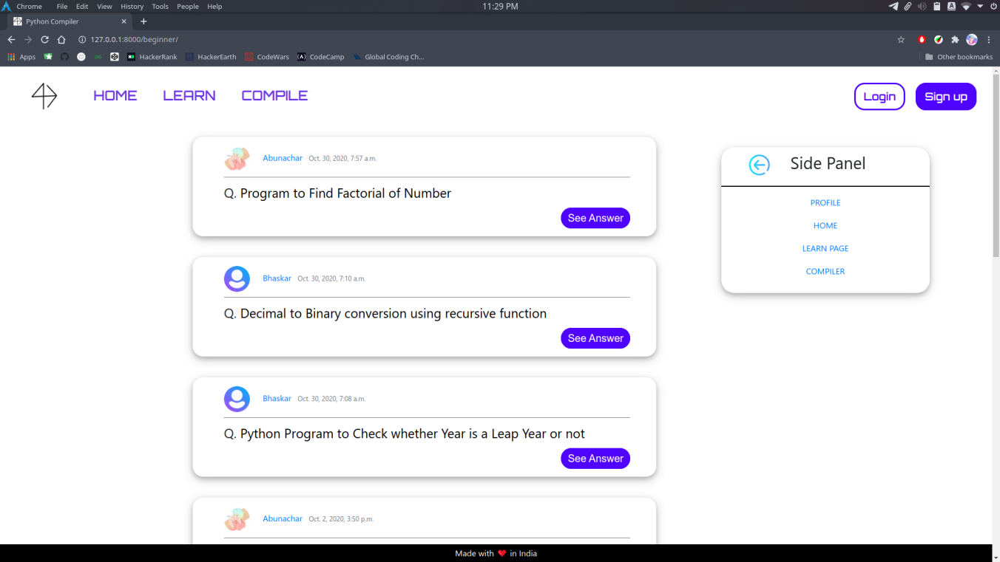 Chrome File Edit View History Tools People Help 11:29 PM
Python Compiler
127.0.0.1:8000/beginner/
Apps HackerRank HackerEarth CodeWars CodeCamp Global Coding Ch... Other bookmarks
HOME LEARN COMPILE Login Sign up
Abunachar Oct. 30, 2020, 7:57 a.m.
Q. Program to Find Factorial of Number
See Answer
Bhaskar Oct. 30, 2020, 7:10 a.m.
Q. Decimal to Binary conversion using recursive function
See Answer
Bhaskar Oct. 30, 2020, 7:08 a.m.
Q. Python Program to Check whether Year is a Leap Year or not
See Answer
Abunachar Oct. 2, 2020, 3:50 p.m.
Side Panel
PROFILE
HOME
LEARN PAGE
COMPILER
Made with ❤ in India